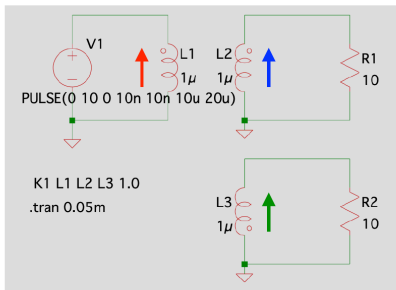 V1
L1
1µ
PULSE(0 10 0 10n 10n 10u 20u)
L2
1µ
R1
10
K1 L1 L2 L3 1.0
.tran 0.05m
L3
1µ
R2
10